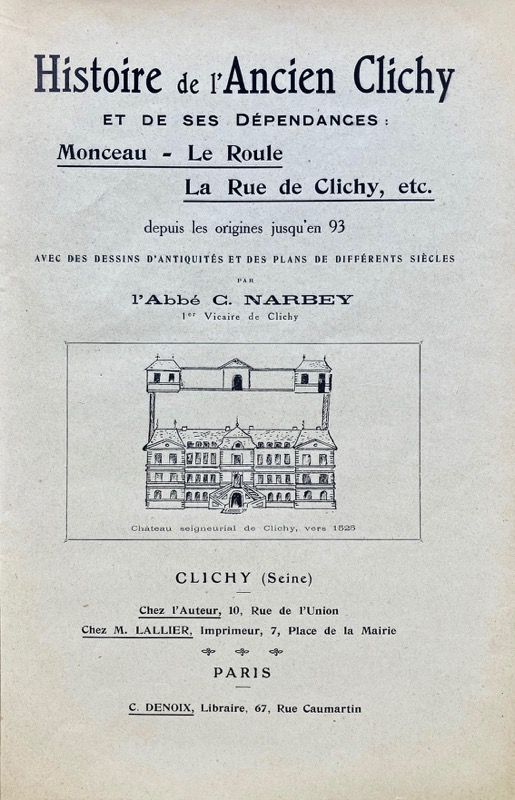 Histoire de l'Ancien Clichy
ET DE SES DÉPENDANCES :
Monceau - Le Roule
La Rue de Clichy, etc.
depuis les origines jusqu'en 93
AVEC DES DESSINS D'ANTIQUITÉS ET DES PLANS DE DIFFÉRENTS SIÈCLES
PAR
l'Abbé C. NARBEY
1er Vicaire de Clichy
Château seigneurial de Clichy, vers 1525
CLICHY (Seine)
Chez l'Auteur, 10, Rue de l'Union
Chez M. LALLIER, Imprimeur, 7, Place de la Mairie
PARIS
C. DENOIX, Libraire, 67, Rue Caumartin